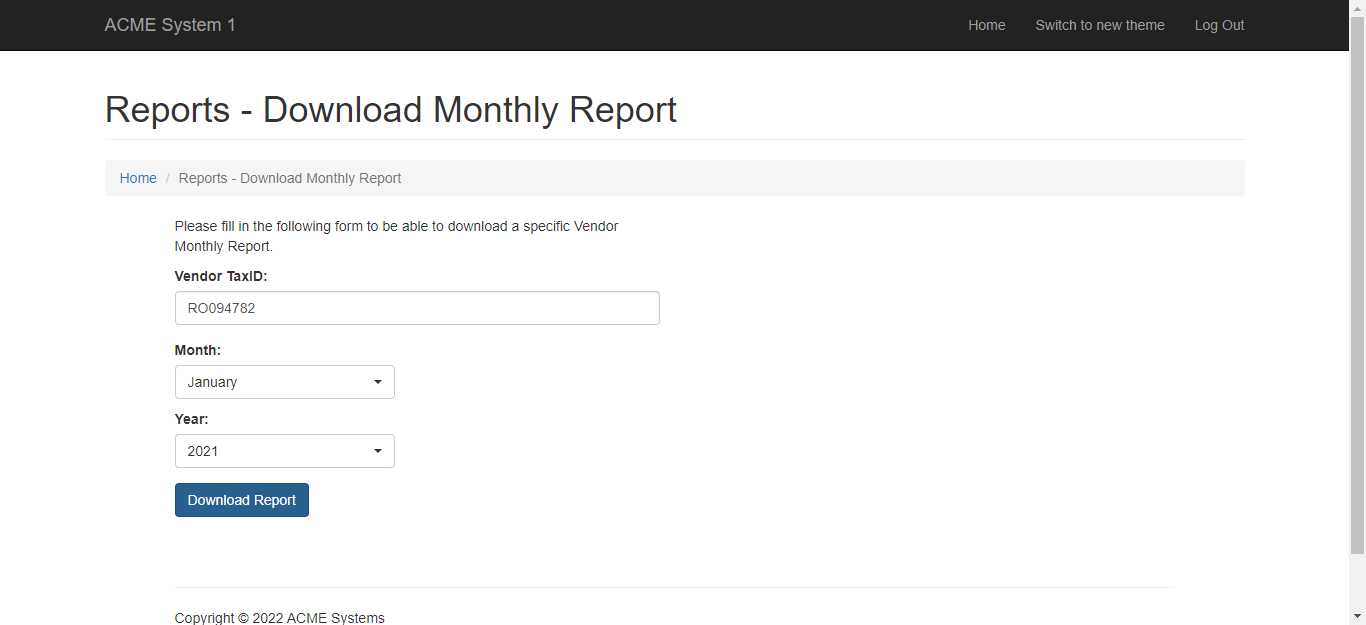 ACME System 1
Home
Switch to new theme
Log Out
Reports - Download Monthly Report
Home / Reports - Download Monthly Report
Please fill in the following form to be able to download a specific Vendor
Monthly Report.
Vendor TaxID:
RO094782
Month:
January
Year:
2021
Download Report
Copyright © 2022 ACME Systems